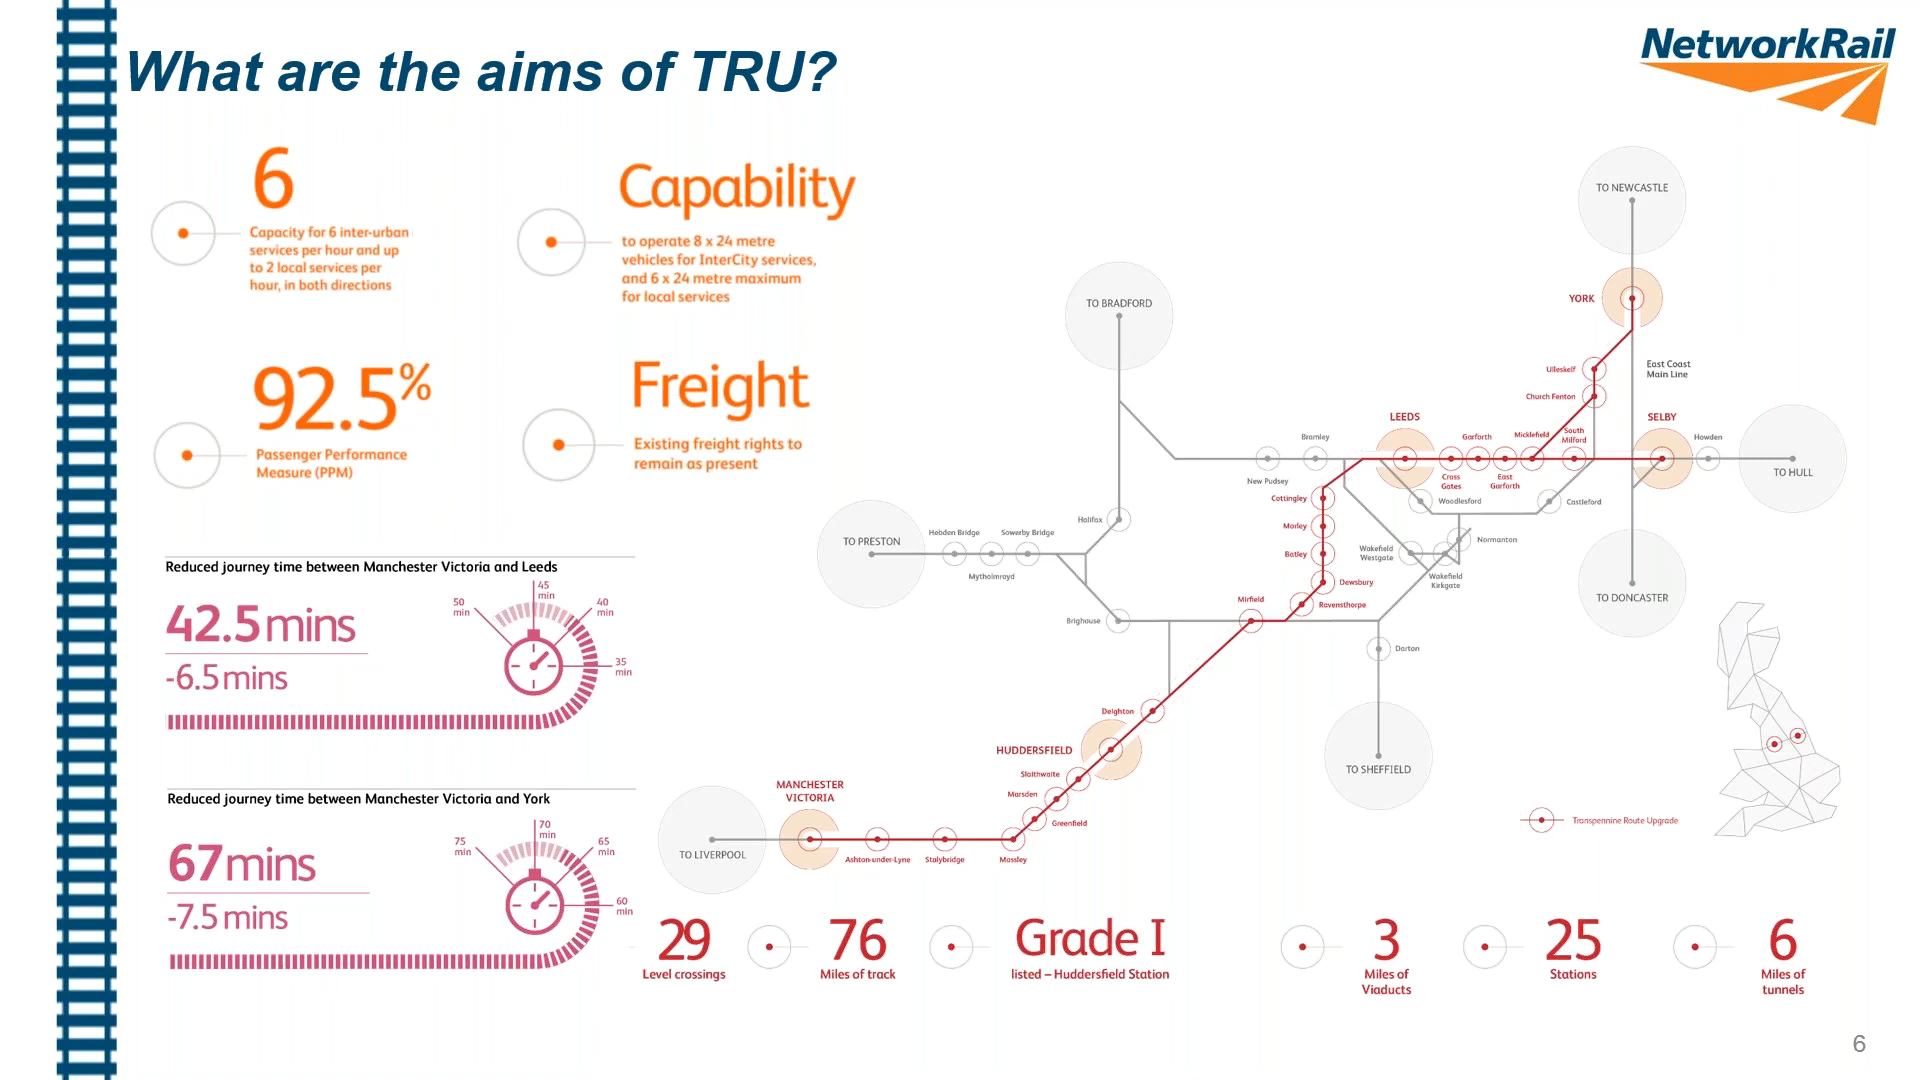 What are the aims of TRU?
NetworkRail
6
Capacity for 6 inter-urban
services per hour and up
to 2 local services per
hour, in both directions
Capability
to operate 8 x 24 metre
vehicles for InterCity services,
and 6 x 24 metre maximum
for local services
92.5%
Passenger Performance
Measure (PPM)
Freight
Existing freight rights to
remain as present
Reduced journey time between Manchester Victoria and Leeds
42.5 mins
-6.5 mins
50
min
45
min
40
min
35
min
Reduced journey time between Manchester Victoria and York
67 mins
-7.5 mins
75
min
70
min
65
min
60
min
TO NEWCASTLE
YORK
East Coast
Main Line
Ulleskelf
Church Fenton
TO BRADFORD
LEEDS
SELBY
Bramley
Garforth
Micklefield
South
Milford
Howden
TO HULL
New Pudsey
Cross
Gates
East
Garforth
Cottingley
Woodlesford
Castleford
Morley
Halifax
TO PRESTON
Hebden Bridge
Sowerby Bridge
Mytholmroyd
Batley
Wakefield
Westgate
Normanton
Wakefield
Kirkgate
Dewsbury
TO DONCASTER
Mirfield
Ravensthorpe
Brighouse
Darton
Deighton
HUDDERSFIELD
TO SHEFFIELD
Slaithwaite
Marsden
Greenfield
MANCHESTER
VICTORIA
TO LIVERPOOL
Ashton-under-Lyne
Stalybridge
Mossley
Transpennine Route Upgrade
29
Level crossings
76
Miles of track
Grade I
listed – Huddersfield Station
3
Miles of
Viaducts
25
Stations
6
Miles of
tunnels
6